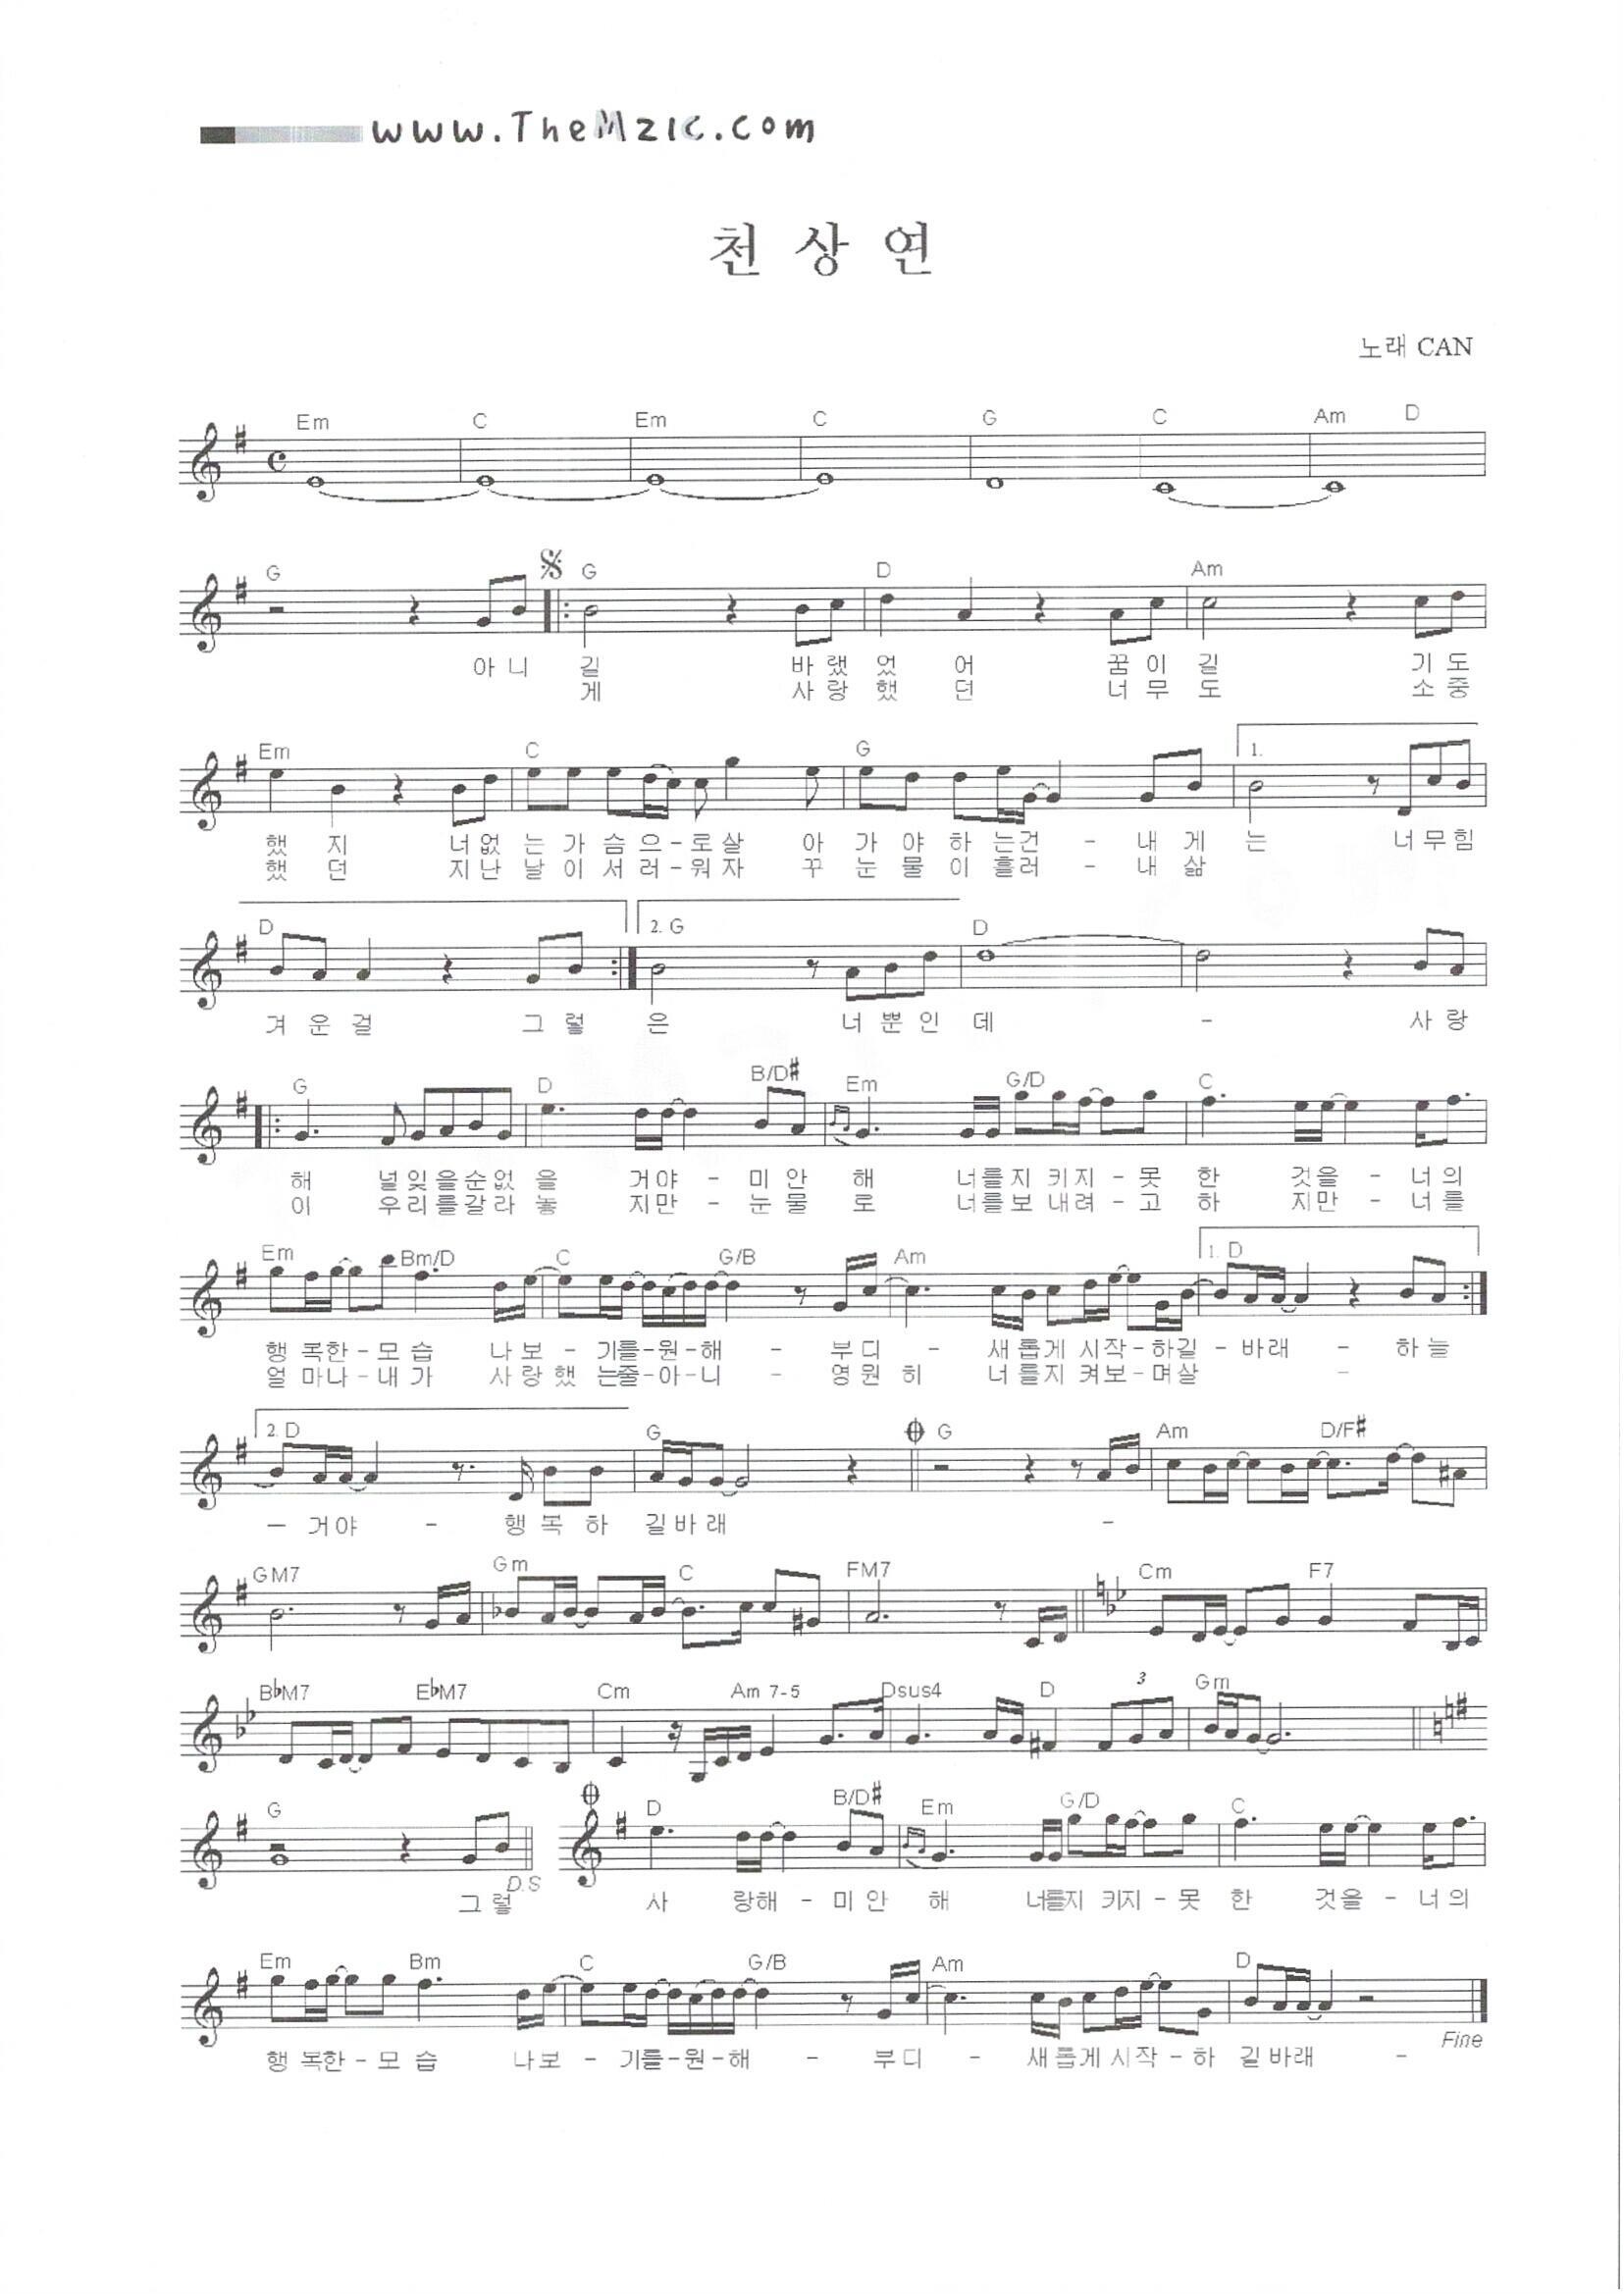 www.TheMzic.com
천 상 연
노래 CAN
Em C Em C G C Am D
G G D Am
아니 길 바랬었어 꿈이길 기도
게 사랑했던 너무도 소중
Em C G 1.
했지 너없는가슴으-로살아가야하는건 - 내게는 너무힘
했던 지난날이서러-워자꾸눈물이흘러 - 내삶
D 2. G D
겨운걸 그렇은 너뿐인데 - 사랑
G D B/D# Em G/D C
해 널잊을순없을 거야 - 미안해 너를지키지-못한 것을 - 너의
이 우리를갈라놓 지만 - 눈물로 너를보내려-고하 지만 - 너를
Em Bm/D C G/B Am 1. D
행복한-모습 나보 - 기를-원-해 - 부디 - 새롭게시작-하길 - 바래 - 하늘
얼마나-내가 사랑했는줄-아-니 - 영원히 너를지켜보-며살 -
2. D G G Am D/F#
- 거야 - 행복하길바래 -
GM7 Gm C FM7 Cm F7
B♭M7 E♭M7 Cm Am 7-5 Dsus4 D 3 Gm
G D B/D# Em G/D C
D.S
그렇 사랑해 - 미안해 너를지키지-못한 것을 - 너의
Em Bm C G/B Am D
행복한-모습 나보 - 기를-원-해 - 부디 - 새롭게시작-하길바래 -
Fine